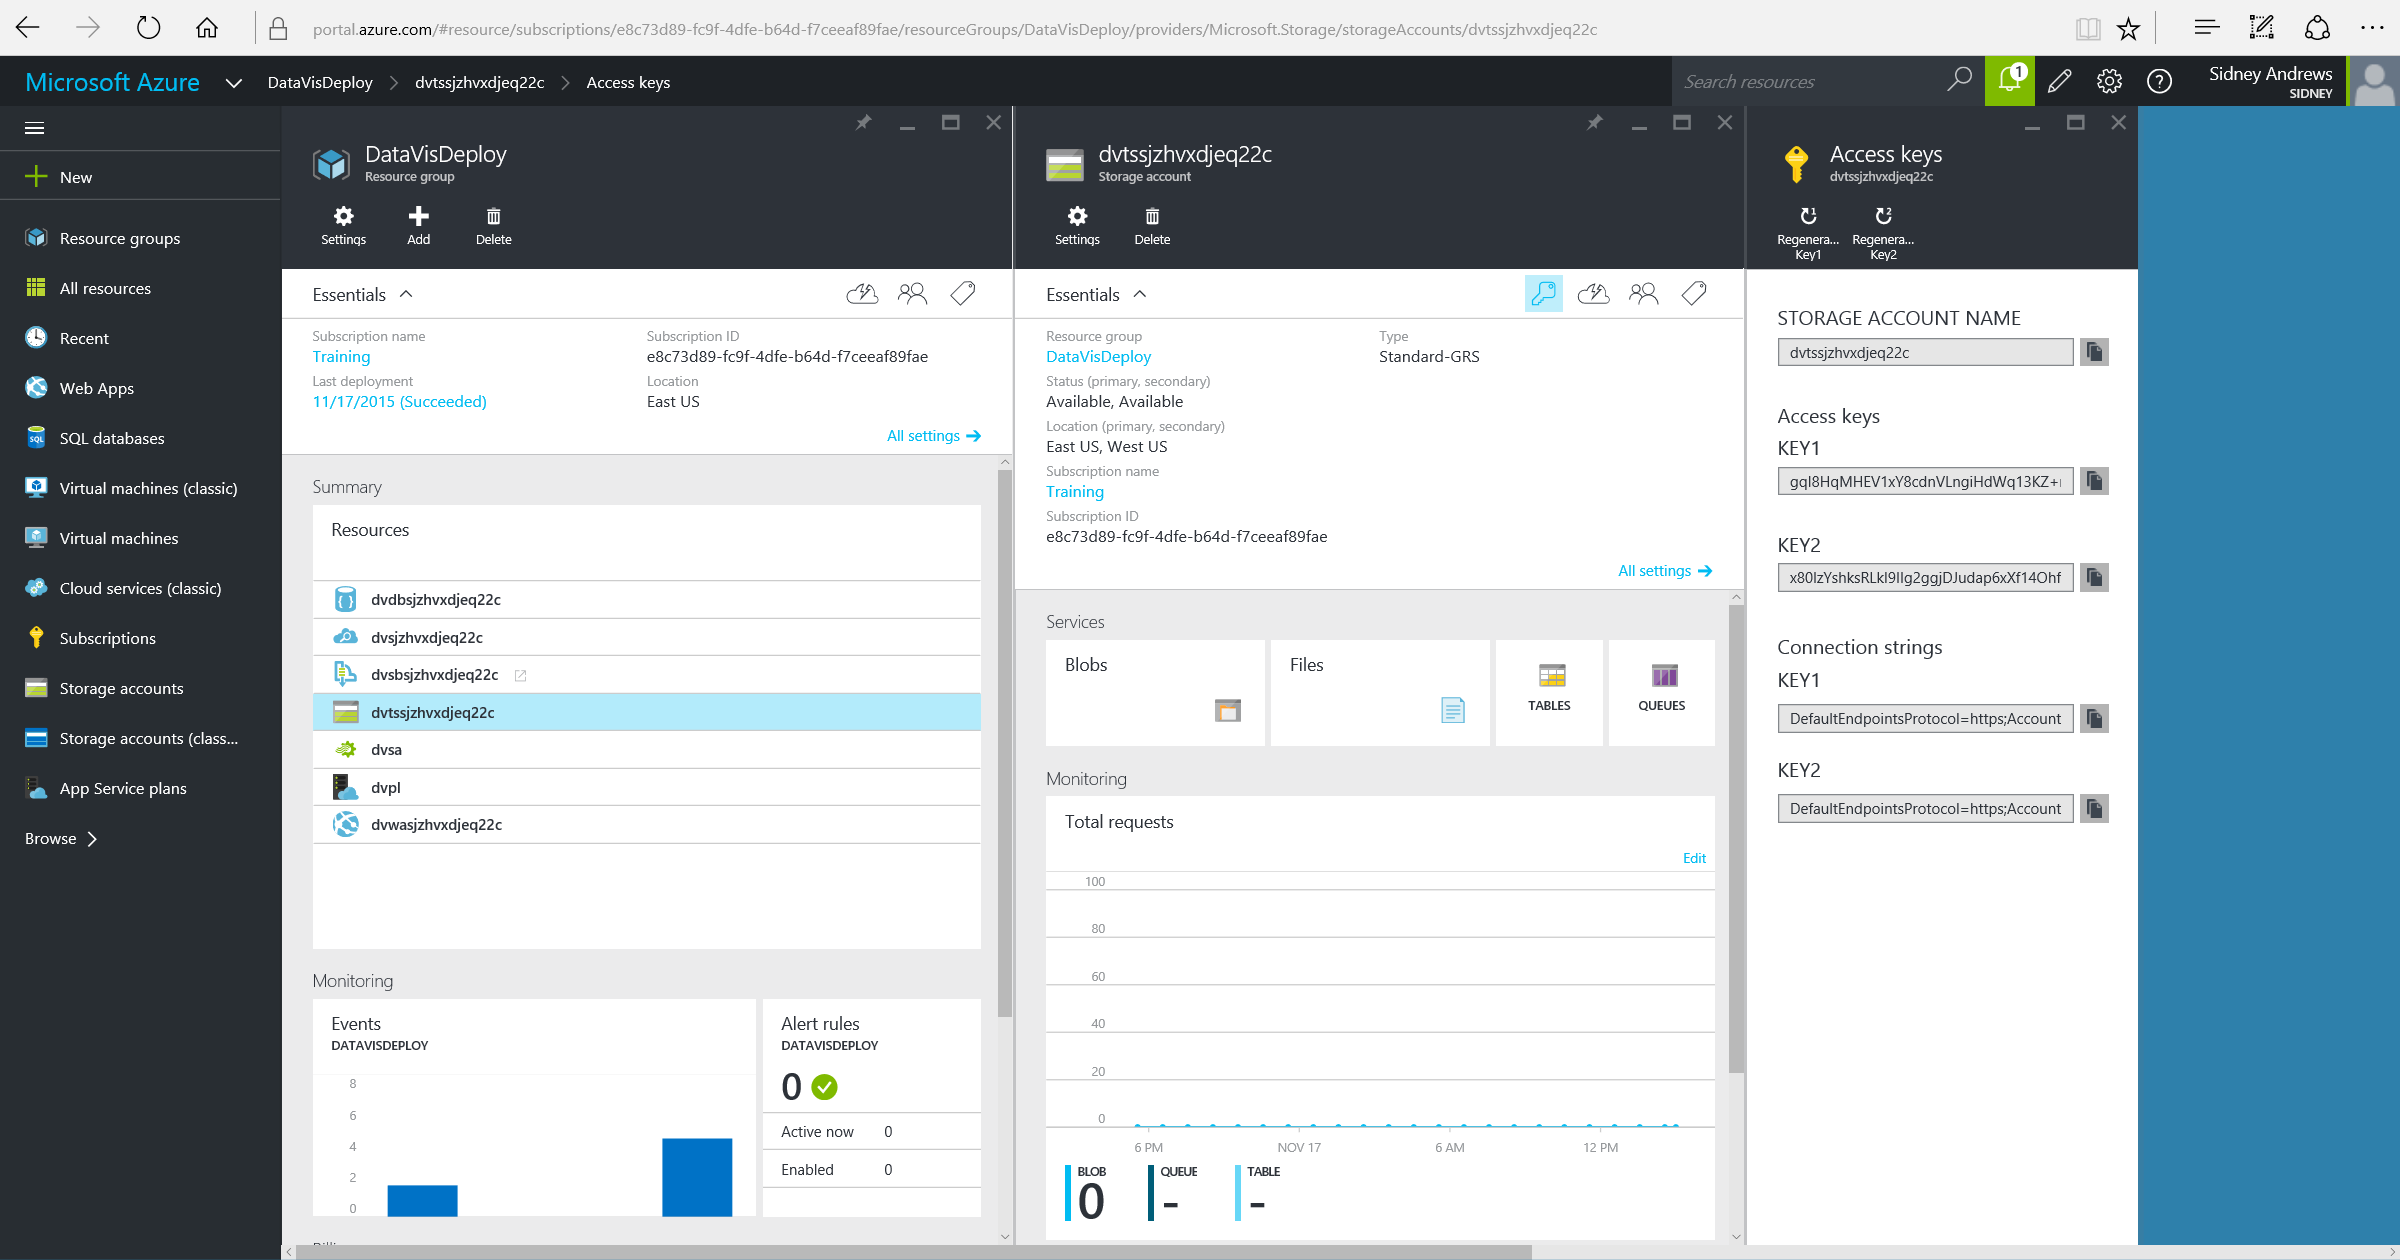 portal.azure.com/#resource/subscriptions/e8c73d89-fc9f-4dfe-b64d-f7ceeaf89fae/resourceGroups/DataVisDeploy/providers/Microsoft.Storage/storageAccounts/dvtssjzhvxdjeq22c
Microsoft Azure
DataVisDeploy
dvtssjzhvxdjeq22c
Access keys
Search resources
1
Sidney Andrews
SIDNEY
New
Resource groups
All resources
Recent
Web Apps
SQL databases
Virtual machines (classic)
Virtual machines
Cloud services (classic)
Subscriptions
Storage accounts
Storage accounts (class...
App Service plans
Browse
DataVisDeploy
Resource group
Settings
Add
Delete
Essentials
Subscription name
Training
Subscription ID
e8c73d89-fc9f-4dfe-b64d-f7ceeaf89fae
Last deployment
11/17/2015 (Succeeded)
Location
East US
All settings
Summary
Resources
dvdbsjzhvxdjeq22c
dvsjzhvxdjeq22c
dvsbsjzhvxdjeq22c
dvtssjzhvxdjeq22c
dvsa
dvpl
dvwasjzhvxdjeq22c
Monitoring
Events
DATAVISDEPLOY
8
6
4
2
0
Alert rules
DATAVISDEPLOY
0
Active now 0
Enabled 0
dvtssjzhvxdjeq22c
Storage account
Settings
Delete
Essentials
Resource group
DataVisDeploy
Type
Standard-GRS
Status (primary, secondary)
Available, Available
Location (primary, secondary)
East US, West US
Subscription name
Training
Subscription ID
e8c73d89-fc9f-4dfe-b64d-f7ceeaf89fae
All settings
Services
Blobs
Files
TABLES
QUEUES
Monitoring
Total requests
Edit
100
80
60
40
20
0
6 PM
NOV 17
6 AM
12 PM
BLOB
0
QUEUE
-
TABLE
-
Access keys
dvtssjzhvxdjeq22c
1
Regenera...
Key1
2
Regenera...
Key2
STORAGE ACCOUNT NAME
dvtssjzhvxdjeq22c
Access keys
KEY1
gqI8HqMHEV1xY8cdnVLngiHdWq13KZ+
KEY2
x80IzYshksRLkl9IIg2ggjDJudap6xXf14Ohf
Connection strings
KEY1
DefaultEndpointsProtocol=https;Account
KEY2
DefaultEndpointsProtocol=https;Account